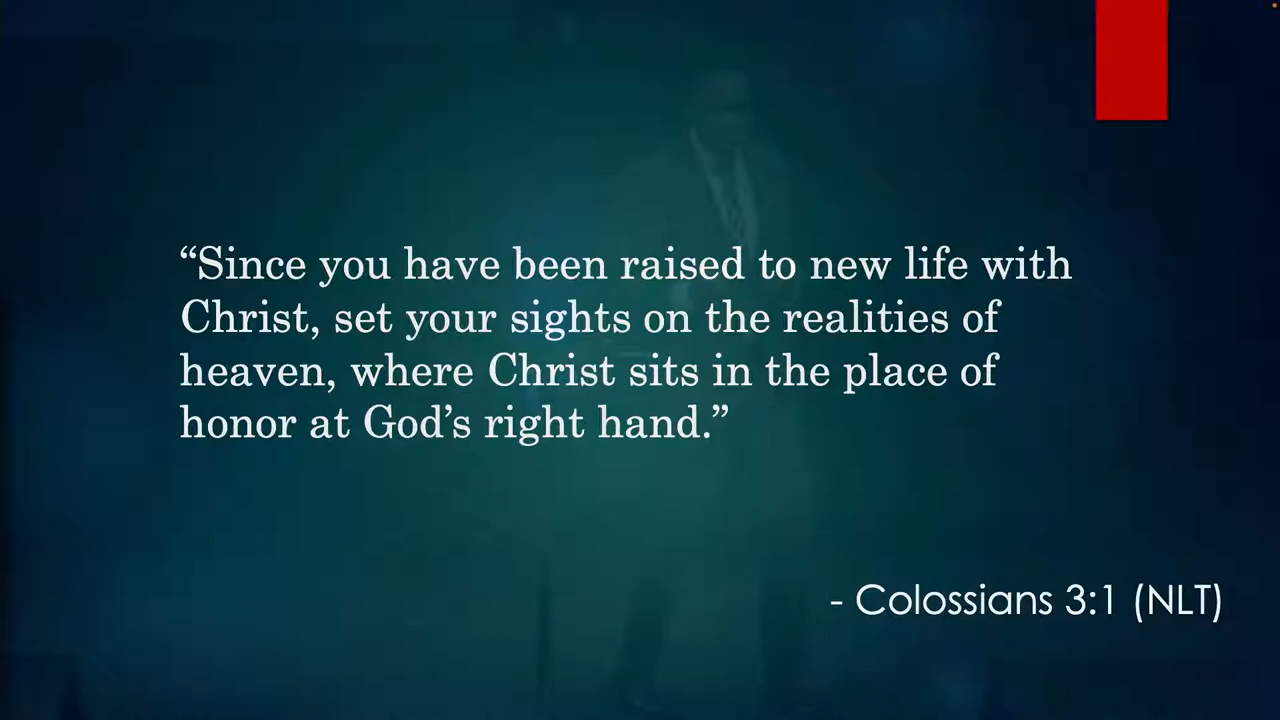 “Since you have been raised to new life with
Christ, set your sights on the realities of
heaven, where Christ sits in the place of
honor at God’s right hand.”
- Colossians 3:1 (NLT)